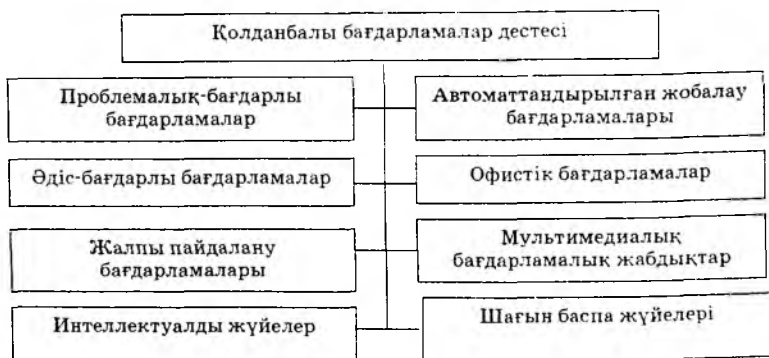 Қолданбалы бағдарламалар дестесі
Проблемалық-бағдарлы
бағдарламалар
Автоматтандырылған жобалау
бағдарламалары
Әдіс-бағдарлы бағдарламалар
Офистік бағдарламалар
Жалпы пайдалану
бағдарламалары
Мультимедиалық
бағдарламалық жабдықтар
Интеллектуалды жүйелер
Шағын баспа жүйелері